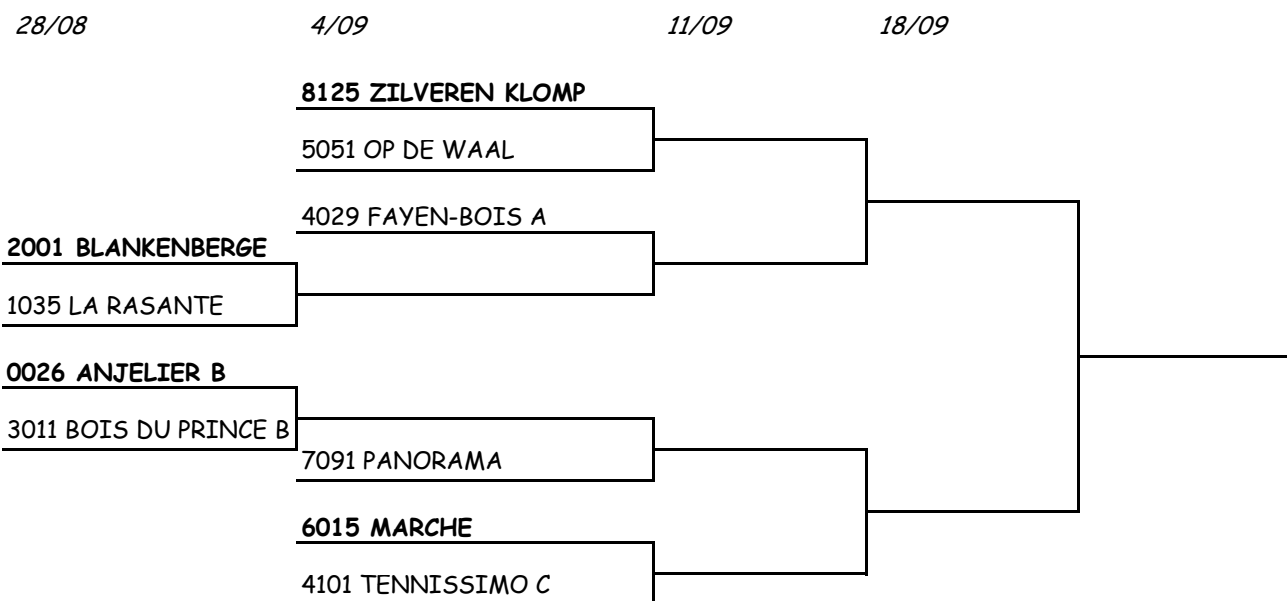 28/08 4/09 11/09 18/09
8125 ZILVEREN KLOMP
5051 OP DE WAAL
4029 FAYEN-BOIS A
2001 BLANKENBERGE
1035 LA RASANTE
0026 ANJELIER B
3011 BOIS DU PRINCE B
7091 PANORAMA
6015 MARCHE
4101 TENNISSIMO C